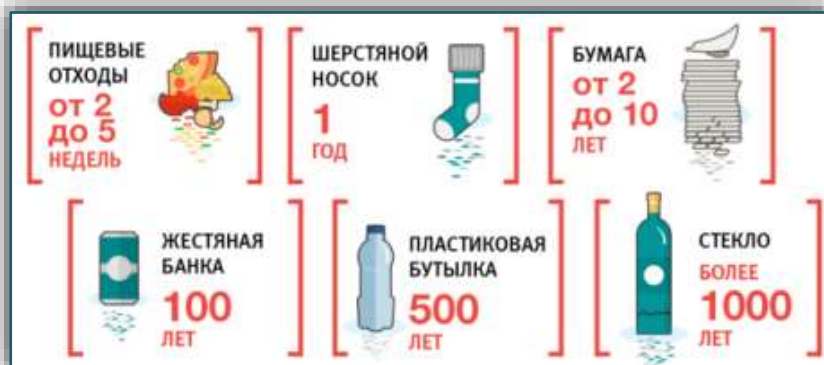 ПИЩЕВЫЕ
ОТХОДЫ
от 2
до 5
НЕДЕЛЬ
ШЕРСТЯНОЙ
НОСОК
1
ГОД
БУМАГА
от 2
до 10
ЛЕТ
ЖЕСТЯНАЯ
БАНКА
100
ЛЕТ
ПЛАСТИКОВАЯ
БУТЫЛКА
500
ЛЕТ
СТЕКЛО
БОЛЕЕ
1000
ЛЕТ